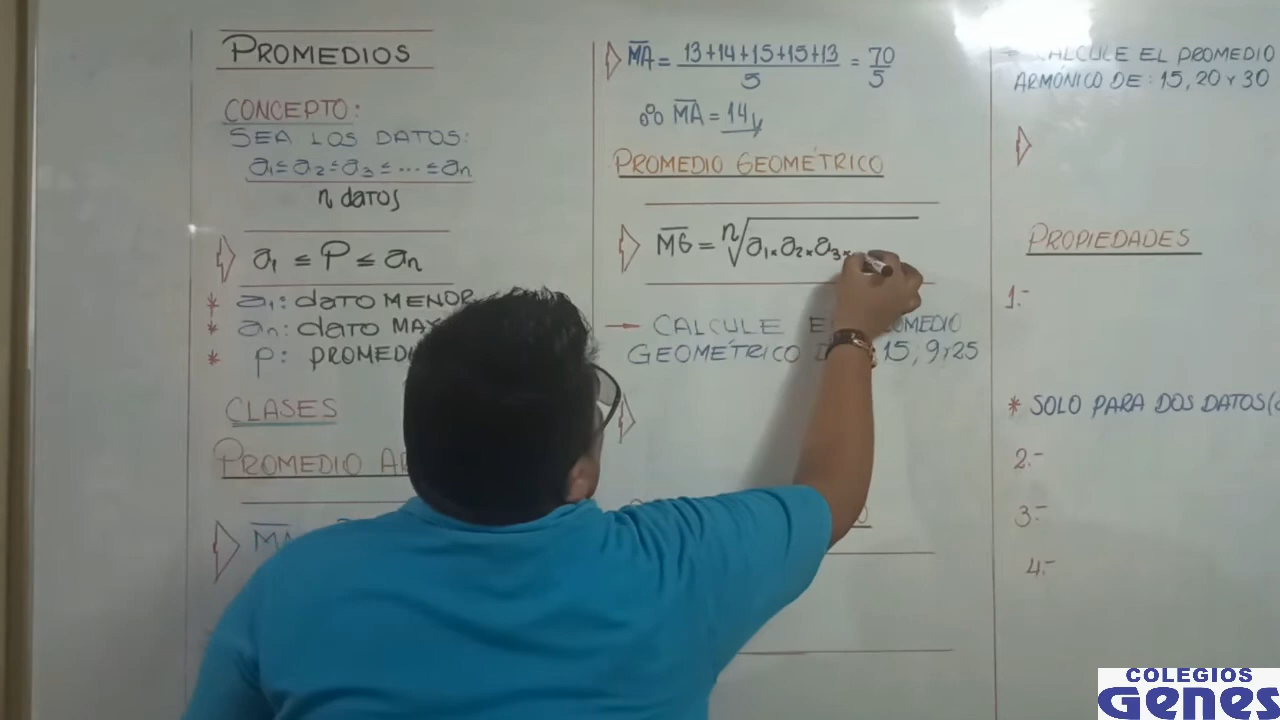 PROMEDIOS
CONCEPTO:
SEA LOS DATOS:
a₁≤a₂≤a₃≤...≤aₙ
n datos
a₁ ≤ P ≤ aₙ
* a₁: dato MENOR
* aₙ: dato
* P:
CLASES
PROMEDIO
MA = 13+14+15+15+13 / 5 = 70 / 5
MA = 14
PROMEDIO GEOMÉTRICO
MG = ⁿ√a₁×a₂×a₃×
→ CALCULE
GEOMÉTRICO 15, 9 y 25
CALCULE EL PROMEDIO
ARMÓNICO DE: 15, 20 Y 30
PROPIEDADES
1.-
* SOLO PARA DOS DATOS
2.-
3.-
4.-
COLEGIOS
Genes